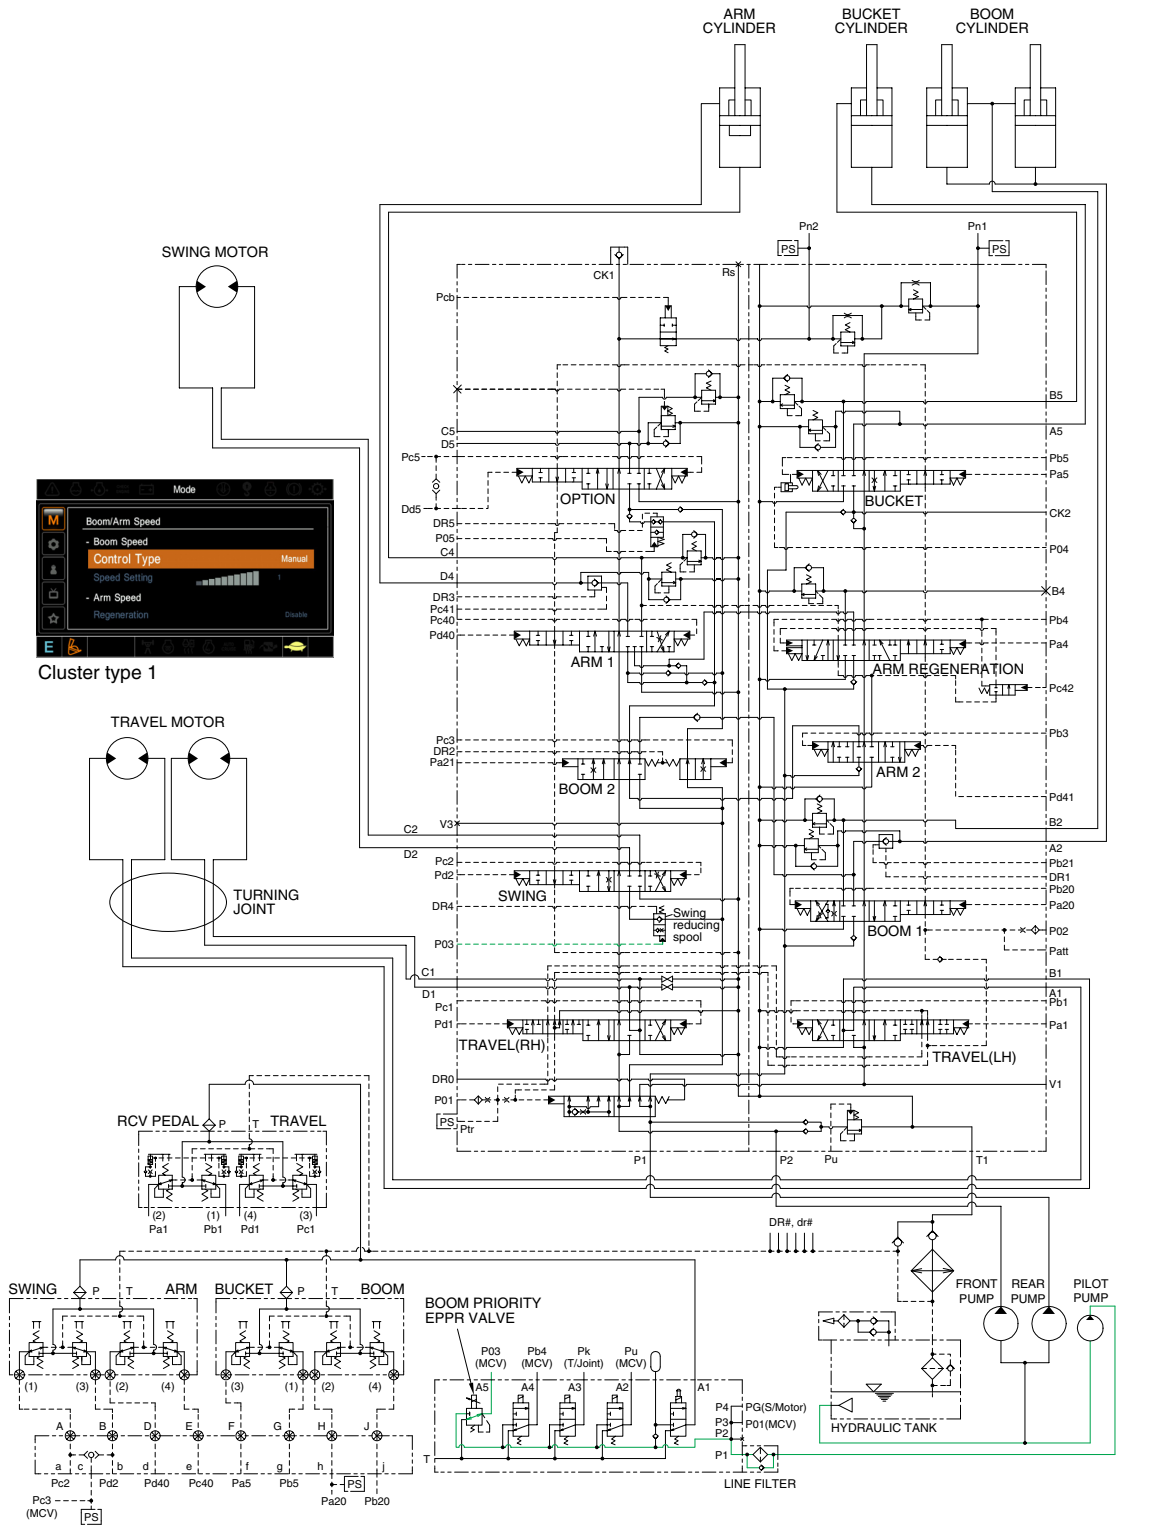 ARM
CYLINDER
BUCKET
CYLINDER
BOOM
CYLINDER
Pn2
Pn1
PS
PS
SWING MOTOR
CK1
Rs
Pcb
B5
C5
A5
D5
Pc5
Pb5
Pa5
OPTION
BUCKET
Dd5
CK2
DR5
P05
P04
C4
D4
B4
DR3
Pc41
Pc40
Pb4
Pd40
Pa4
ARM 1
ARM REGENERATION
Pc42
Mode
M
Boom/Arm Speed
- Boom Speed
Control Type
Manual
Speed Setting
1
- Arm Speed
Regeneration
Disable
E
Cluster type 1
TRAVEL MOTOR
Pc3
DR2
Pa21
Pb3
ARM 2
BOOM 2
Pd41
V3
B2
C2
D2
A2
Pc2
Pb21
Pd2
DR1
Pb20
SWING
Pa20
TURNING
JOINT
DR4
Swing
reducing
spool
BOOM 1
P03
P02
Patt
C1
B1
D1
A1
Pc1
Pb1
Pd1
Pa1
TRAVEL(RH)
TRAVEL(LH)
DR0
V1
P01
PS
Ptr
P1
P2
Pu
T1
RCV PEDAL
P
T
TRAVEL
(2)
(1)
(4)
(3)
Pa1
Pb1
Pd1
Pc1
DR#, dr#
SWING
P
T
ARM
BUCKET
P
T
BOOM
FRONT
PUMP
REAR
PUMP
PILOT
PUMP
BOOM PRIORITY
EPPR VALVE
HYDRAULIC TANK
P03
(MCV)
Pb4
(MCV)
Pk
(T/Joint)
Pu
(MCV)
A5
A4
A3
A2
A1
P4
PG(S/Motor)
P3
P01(MCV)
P2
P1
T
LINE FILTER
(1)
(3)
(2)
(4)
(3)
(1)
(2)
(4)
A
B
D
E
F
G
H
J
a
c
b
d
e
f
g
h
j
PS
Pc2
Pd2
Pd40
Pc40
Pa5
Pb5
Pa20
Pb20
Pc3
(MCV)
PS